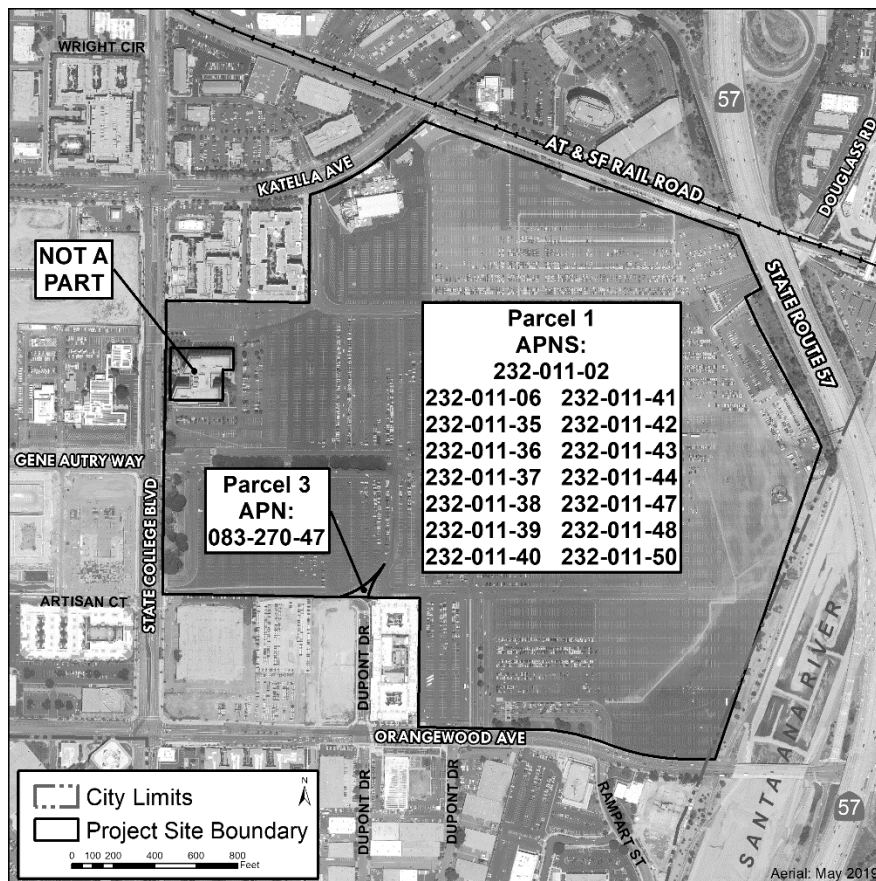 WRIGHT CIR
57
KATELLA AVE
AT & SF RAIL ROAD
DOUGLASS RD
NOT A
PART
STATE ROUTE 57
Parcel 1
APNS:
232-011-02
232-011-06 232-011-41
232-011-35 232-011-42
232-011-36 232-011-43
232-011-37 232-011-44
232-011-38 232-011-47
232-011-39 232-011-48
232-011-40 232-011-50
GENE AUTRY WAY
Parcel 3
APN:
083-270-47
STATE COLLEGE BLVD
ARTISAN CT
DUPONT DR
SANTA ANA RIVER
ORANGEWOOD AVE
DUPONT DR
DUPONT DR
RAMPART ST
57
City Limits
N
Project Site Boundary
0 100 200 400 600 800
Feet
Aerial: May 2019